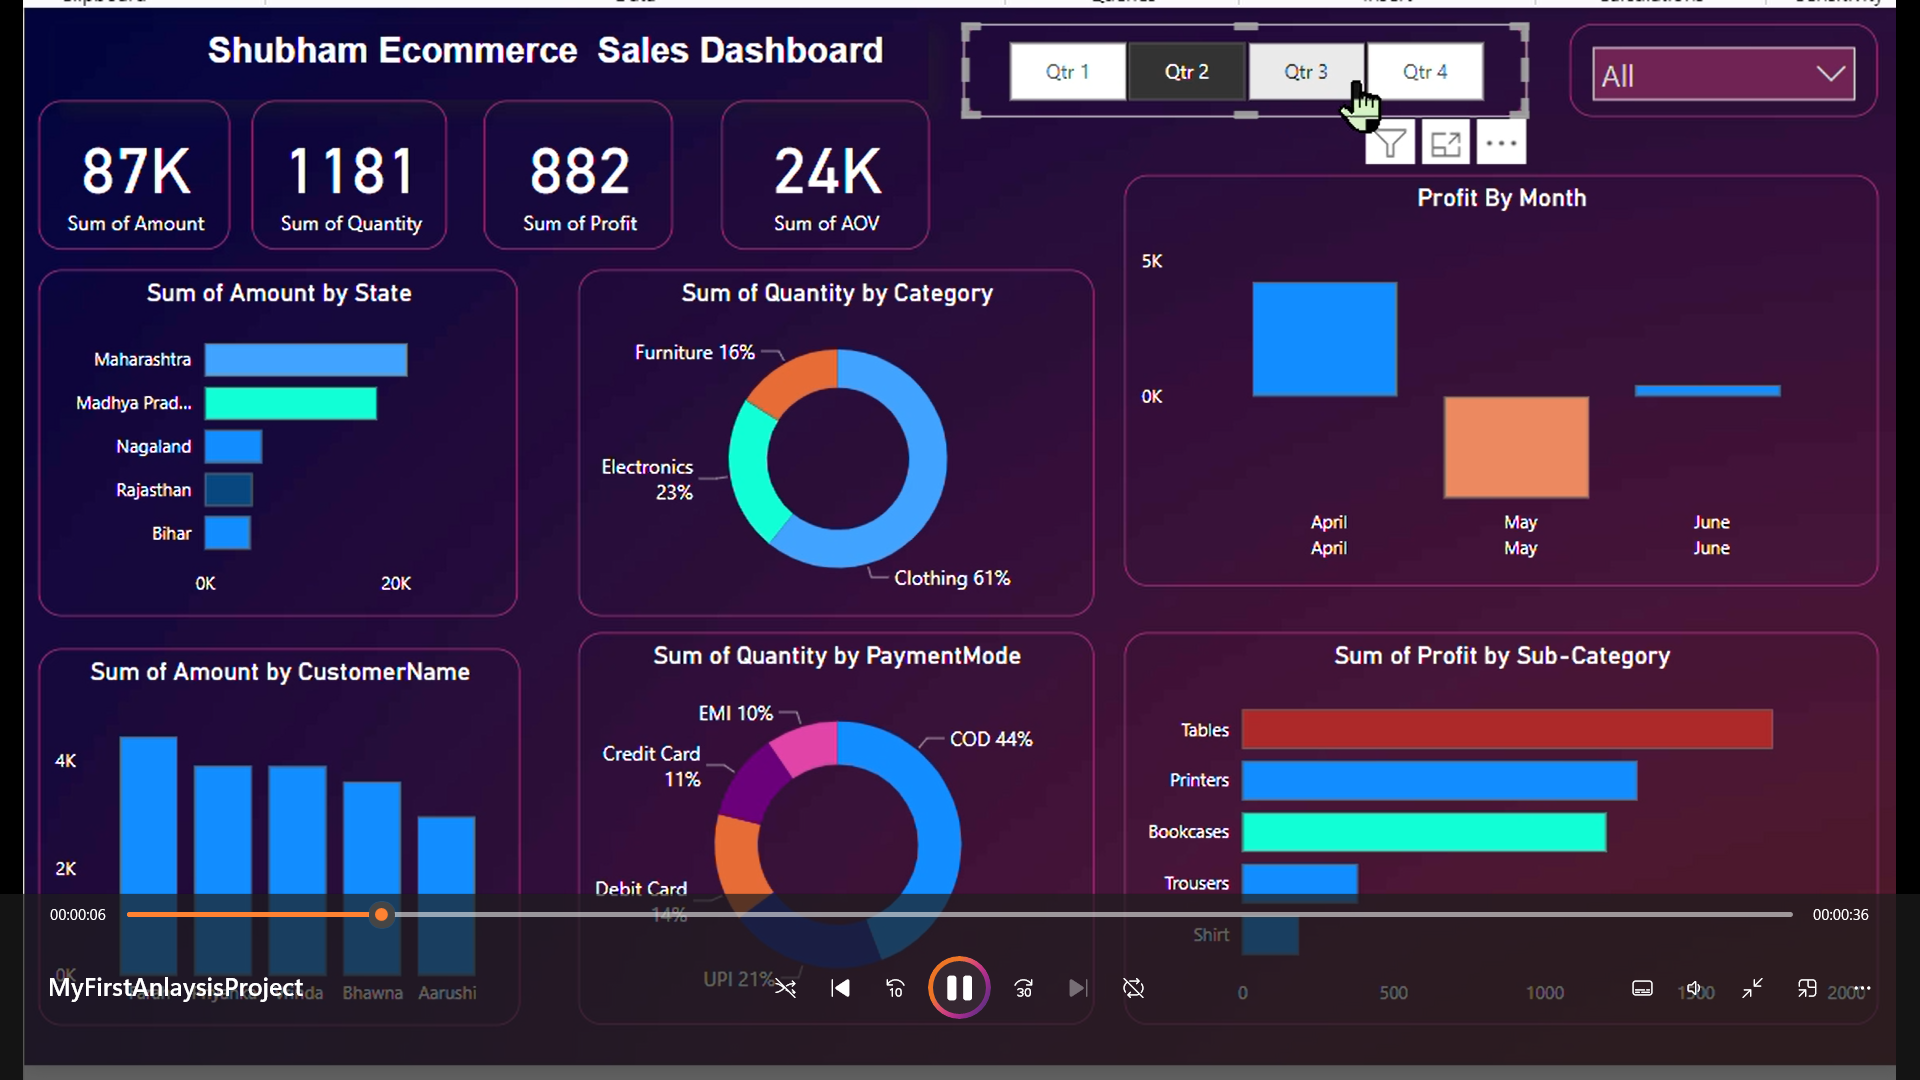 Shubham Ecommerce Sales Dashboard
Qtr 1
Qtr 2
Qtr 3
Qtr 4
All
87K
Sum of Amount
1181
Sum of Quantity
882
Sum of Profit
24K
Sum of AOV
Sum of Amount by State
Maharashtra
Madhya Prad...
Nagaland
Rajasthan
Bihar
0K
20K
Sum of Quantity by Category
Furniture 16%
Electronics
23%
Clothing 61%
Profit By Month
5K
0K
April
May
June
April
May
June
Sum of Amount by CustomerName
4K
2K
0K
Bhawna
Aarushi
Sum of Quantity by PaymentMode
EMI 10%
COD 44%
Credit Card
11%
Debit Card
14%
UPI 21%
Sum of Profit by Sub-Category
Tables
Printers
Bookcases
Trousers
Shirt
0
500
1000
1500
2000
00:00:06
00:00:36
MyFirstAnlaysisProject
10
30